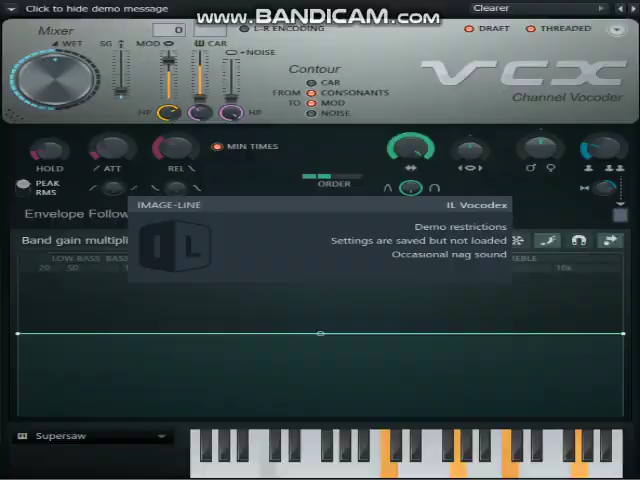 Click to hide demo message
www.BANDICAM.com
Clearer
Mixer
0
L-R ENCODING
DRAFT
THREADED
WET
SG
MOD
CAR
+NOISE
Contour
CAR
FROM
CONSONANTS
TO
MOD
NOISE
HP
HP
VCX
Channel Vocoder
HOLD
ATT
REL
MIN TIMES
PEAK
RMS
ORDER
Envelope Follow
IMAGE-LINE
IL Vocodex
Demo restrictions
Settings are saved but not loaded
Occasional nag sound
Band gain multipli
LOW BASS
BASS
20
50
10k
Supersaw